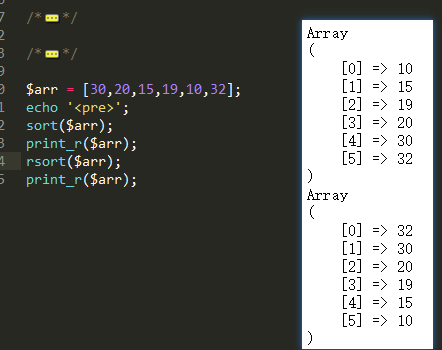 /*
*/
/*
*/
$arr = [30,20,15,19,10,32];
echo '<pre>';
sort($arr);
print_r($arr);
rsort($arr);
print_r($arr);
Array
(
[0] => 10
[1] => 15
[2] => 19
[3] => 20
[4] => 30
[5] => 32
)
Array
(
[0] => 32
[1] => 30
[2] => 20
[3] => 19
[4] => 15
[5] => 10
)